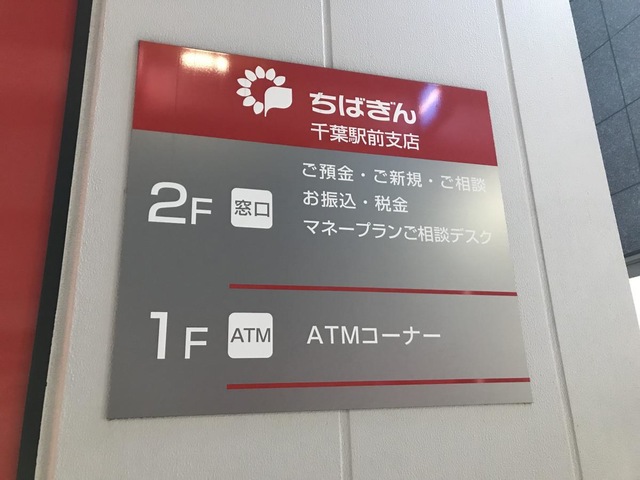 ちばぎん
千葉駅前支店
2F 窓口
ご預金・ご新規・ご相談
お振込・税金
マネープランご相談デスク
1F ATM ATMコーナー